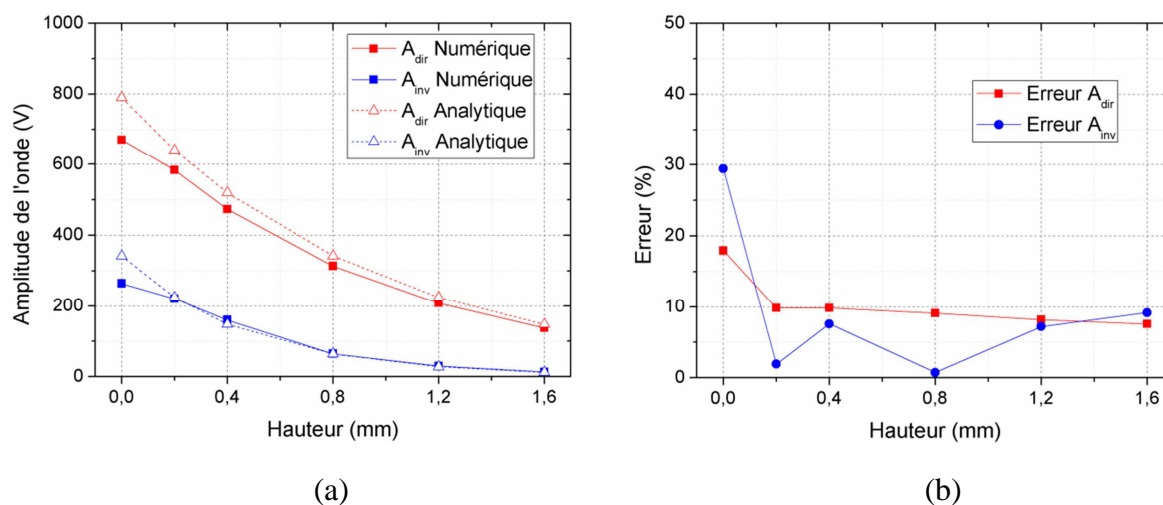 1000
800
600
400
200
0
0,0 0,4 0,8 1,2 1,6
Amplitude de l'onde (V)
Hauteur (mm)
A_dir Numérique
A_inv Numérique
A_dir Analytique
A_inv Analytique
(a)
50
40
30
20
10
0
0,0 0,4 0,8 1,2 1,6
Erreur (%)
Hauteur (mm)
Erreur A_dir
Erreur A_inv
(b)